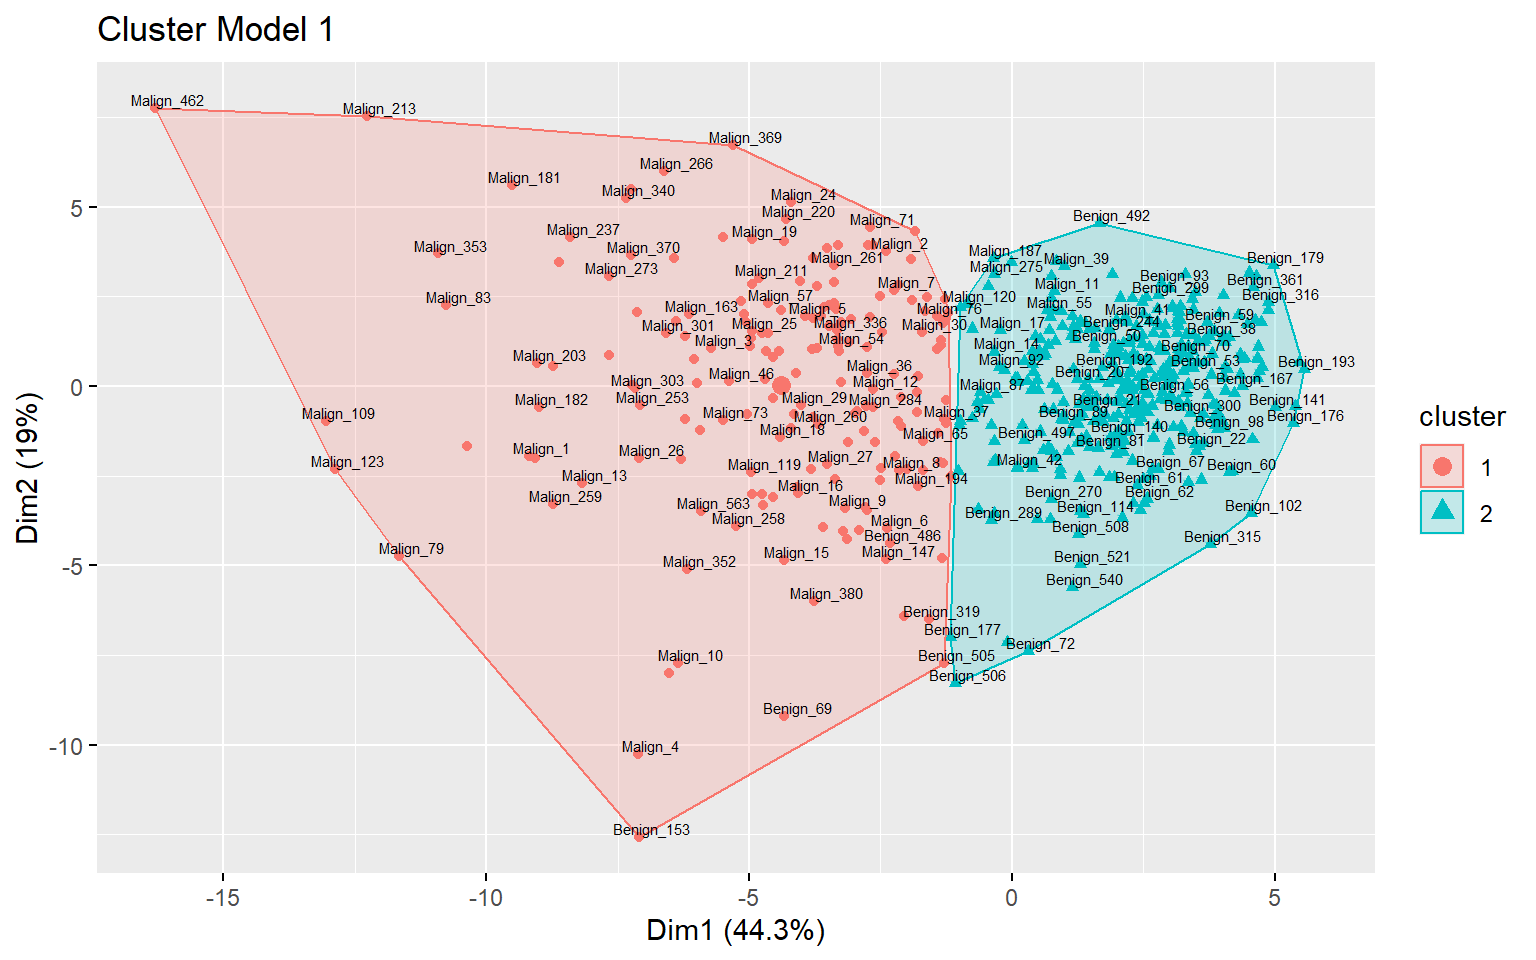 Cluster Model 1
Malign_462
Malign_213
Malign_369
Malign_266
Malign_181
Malign_340
Malign_24
Malign_220
Malign_71
Benign_492
Malign_237
Malign_19
Malign_2
Malign_353
Malign_370
Malign_261
Malign_187
Malign_39
Benign_179
Malign_273
Malign_211
Malign_275
Benign_93
Benign_361
Malign_7
Malign_11
Benign_299
Benign_316
Malign_83
Malign_163
Malign_57
Malign_5
Malign_76
Malign_120
Malign_55
Malign_41
Benign_59
Malign_301
Malign_25
Malign_336
Malign_30
Malign_17
Benign_244
Benign_38
Malign_3
Malign_54
Malign_14
Benign_50
Benign_70
Malign_203
Malign_36
Malign_92
Benign_192
Benign_53
Benign_193
Malign_303
Malign_46
Malign_12
Malign_87
Benign_20
Benign_56
Benign_167
Malign_182
Malign_253
Malign_29
Malign_284
Benign_21
Benign_300
Benign_141
Malign_109
Malign_73
Malign_260
Malign_37
Benign_89
Benign_98
Benign_176
Malign_18
Malign_65
Benign_497
Benign_140
Benign_81
Benign_22
Malign_123
Malign_1
Malign_26
Malign_119
Malign_27
Malign_8
Malign_42
Benign_67
Benign_60
Malign_13
Malign_16
Malign_194
Benign_61
Malign_259
Malign_563
Malign_9
Benign_270
Benign_62
Malign_258
Malign_6
Benign_289
Benign_114
Benign_102
Benign_486
Benign_508
Benign_315
Malign_79
Malign_352
Malign_15
Malign_147
Benign_521
Malign_380
Benign_540
Benign_319
Benign_177
Malign_10
Benign_505
Benign_72
Benign_506
Benign_69
Malign_4
Benign_153
5
0
-5
-10
Dim2 (19%)
-15
-10
-5
0
5
Dim1 (44.3%)
cluster
1
2